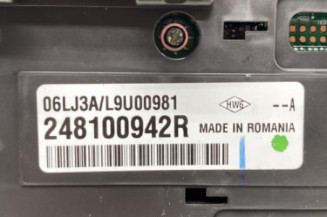 06LJ3A/L9U00981
HWG
--A
248100942R
MADE IN ROMANIA